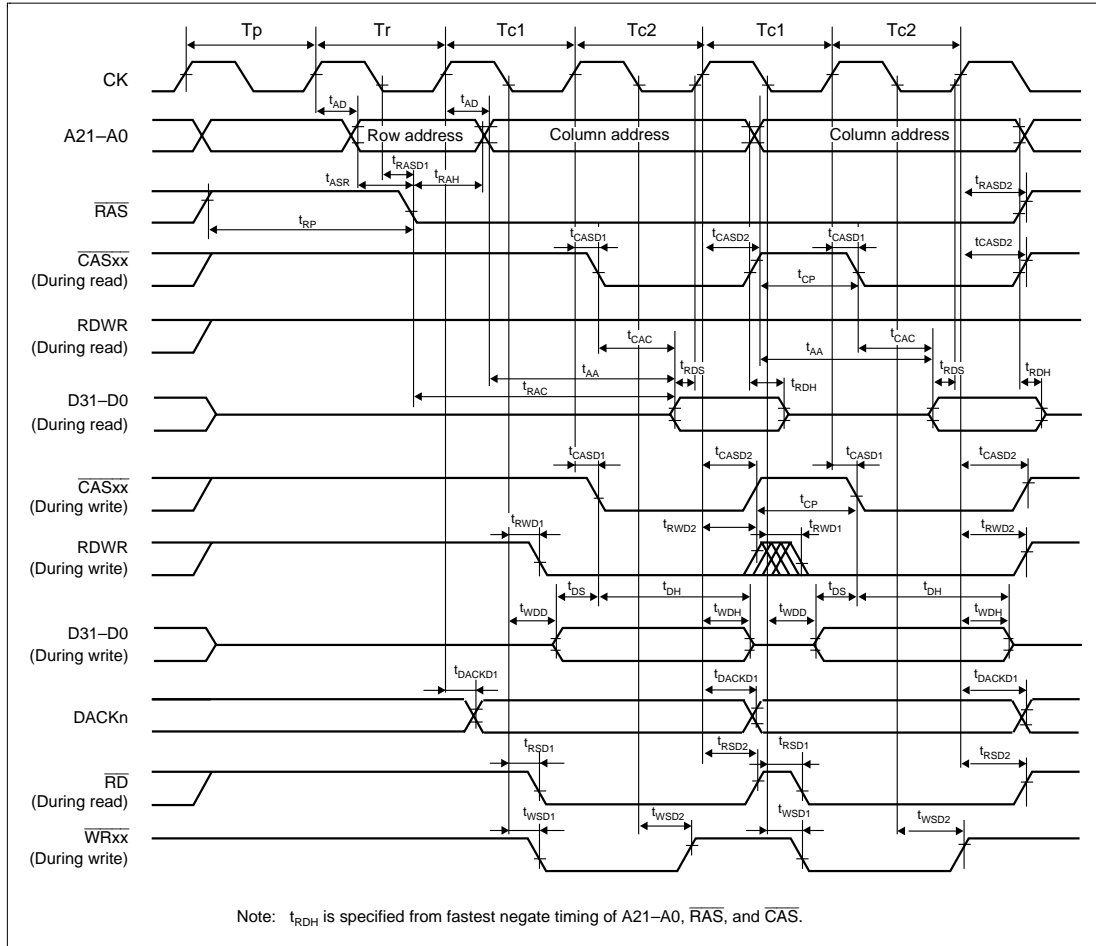 Tp Tr Tc1 Tc2 Tc1 Tc2
CK
tAD tAD
A21–A0 Row address Column address Column address
tRASD1
tASR tRAH tRASD2
RAS
tRP
tCASD1 tCASD2 tCASD1 tCASD2
CASxx
(During read)
tCP
RDWR
(During read)
tCAC tCAC
tAA tRDS tAA tRDS tRDH
tRAC tRDH
D31–D0
(During read)
tCASD1 tCASD2 tCASD1 tCASD2
CASxx
(During write)
tCP
tRWD1 tRWD2 tRWD1 tRWD2
RDWR
(During write)
tDS tDH tDS tDH
tWDD tWDH tWDD tWDH
D31–D0
(During write)
tDACKD1 tDACKD1 tDACKD1
DACKn
tRSD1 tRSD2 tRSD1 tRSD2
RD
(During read)
tWSD1 tWSD2 tWSD1 tWSD2
WRxx
(During write)
Note: tRDH is specified from fastest negate timing of A21–A0, RAS, and CAS.